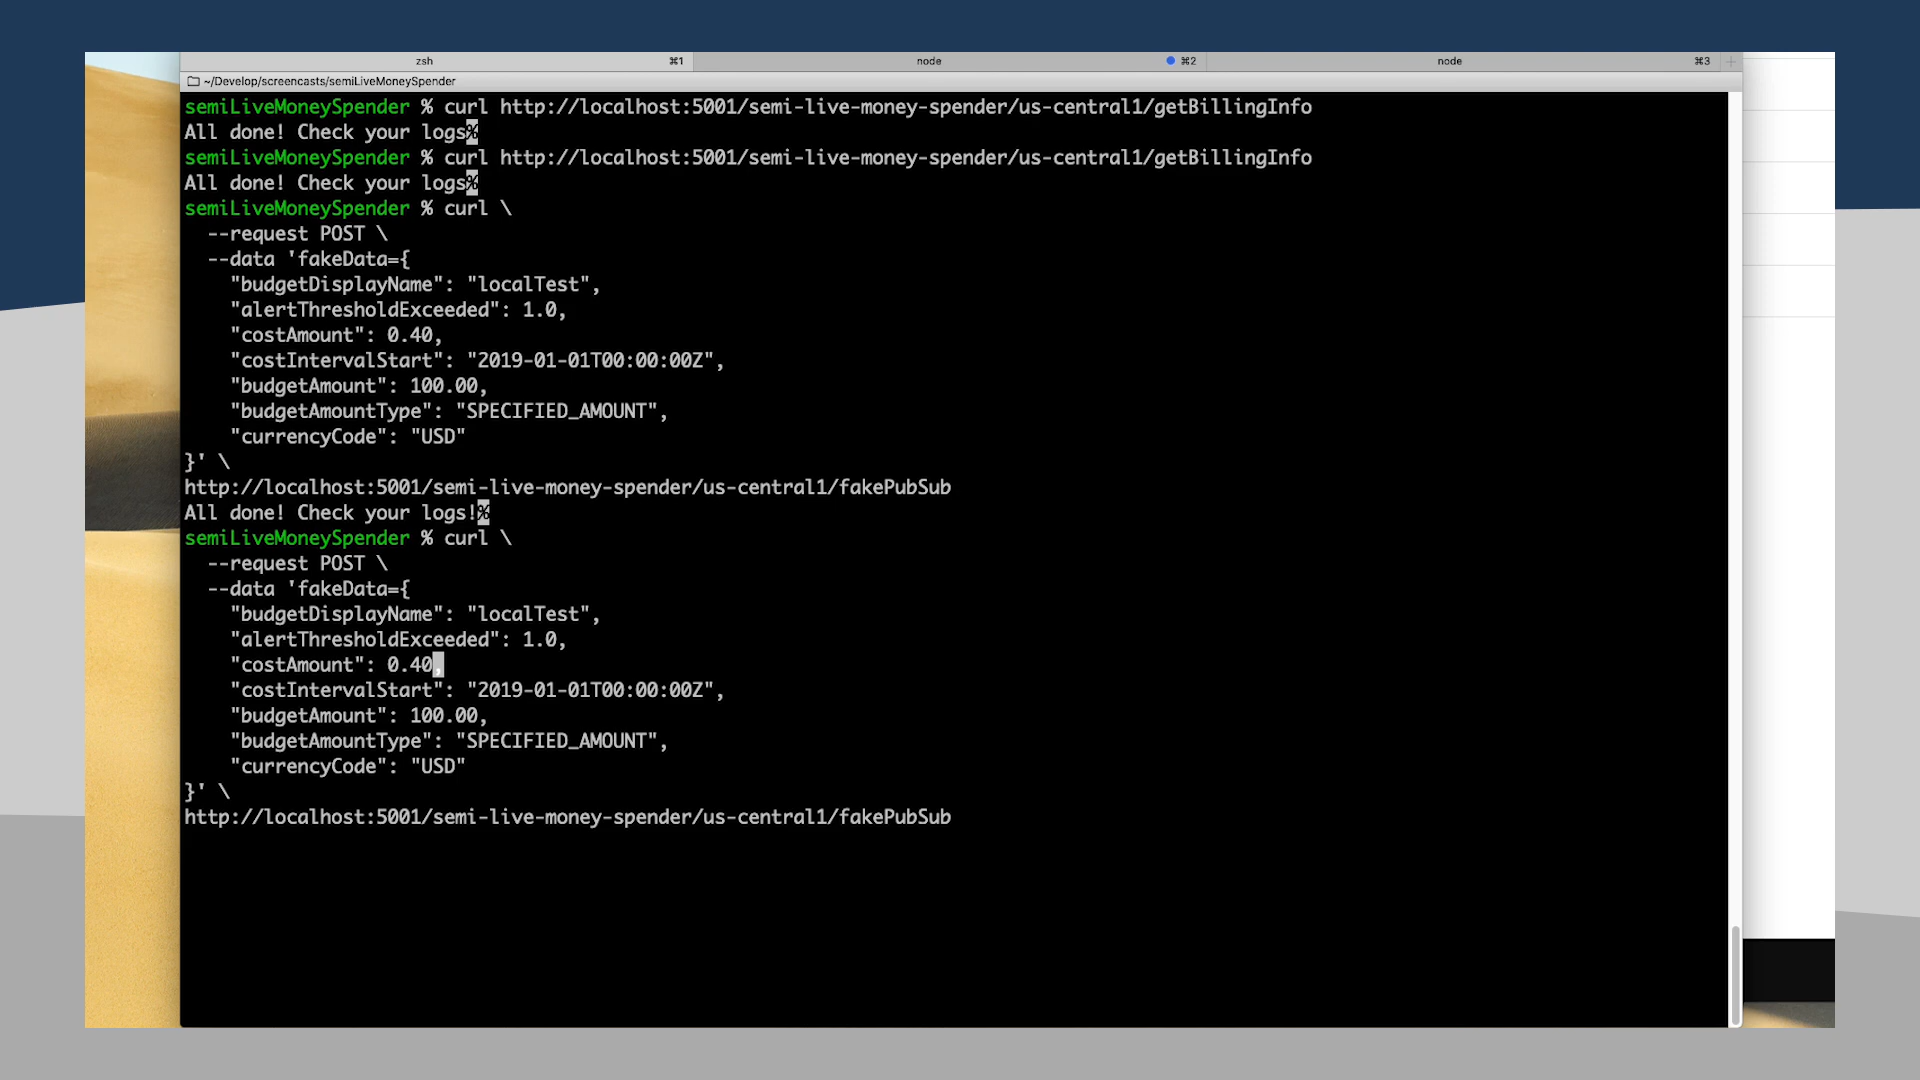 zsh ⌘1 node ⌘2 node ⌘3 +
~/Develop/screencasts/semiLiveMoneySpender
semiLiveMoneySpender % curl http://localhost:5001/semi-live-money-spender/us-central1/getBillingInfo
All done! Check your logs%
semiLiveMoneySpender % curl http://localhost:5001/semi-live-money-spender/us-central1/getBillingInfo
All done! Check your logs%
semiLiveMoneySpender % curl \
  --request POST \
  --data 'fakeData={
    "budgetDisplayName": "localTest",
    "alertThresholdExceeded": 1.0,
    "costAmount": 0.40,
    "costIntervalStart": "2019-01-01T00:00:00Z",
    "budgetAmount": 100.00,
    "budgetAmountType": "SPECIFIED_AMOUNT",
    "currencyCode": "USD"
}' \
http://localhost:5001/semi-live-money-spender/us-central1/fakePubSub
All done! Check your logs!%
semiLiveMoneySpender % curl \
  --request POST \
  --data 'fakeData={
    "budgetDisplayName": "localTest",
    "alertThresholdExceeded": 1.0,
    "costAmount": 0.40,
    "costIntervalStart": "2019-01-01T00:00:00Z",
    "budgetAmount": 100.00,
    "budgetAmountType": "SPECIFIED_AMOUNT",
    "currencyCode": "USD"
}' \
http://localhost:5001/semi-live-money-spender/us-central1/fakePubSub